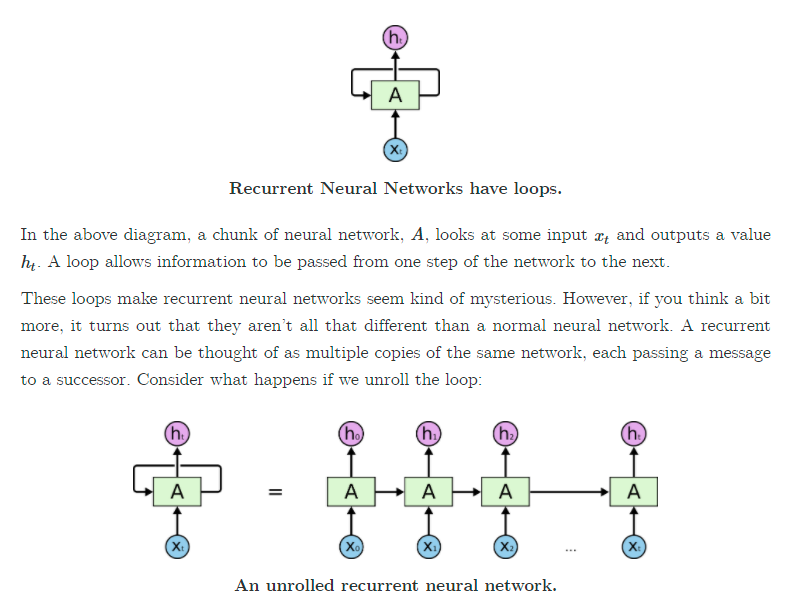 hₜ
A
xₜ
Recurrent Neural Networks have loops.
In the above diagram, a chunk of neural network, A, looks at some input xₜ and outputs a value
hₜ. A loop allows information to be passed from one step of the network to the next.
These loops make recurrent neural networks seem kind of mysterious. However, if you think a bit
more, it turns out that they aren't all that different than a normal neural network. A recurrent
neural network can be thought of as multiple copies of the same network, each passing a message
to a successor. Consider what happens if we unroll the loop:
hₜ h₀ h₁ h₂ hₜ
A = A A A A
xₜ x₀ x₁ x₂ ... xₜ
An unrolled recurrent neural network.